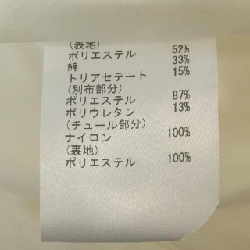 (表地)
ポリエステル 52%
綿 33%
トリアセテート 15%
(別布部分)
ポリエステル 87%
ポリウレタン 13%
(チュール部分)
ナイロン 100%
(裏地)
ポリエステル 100%